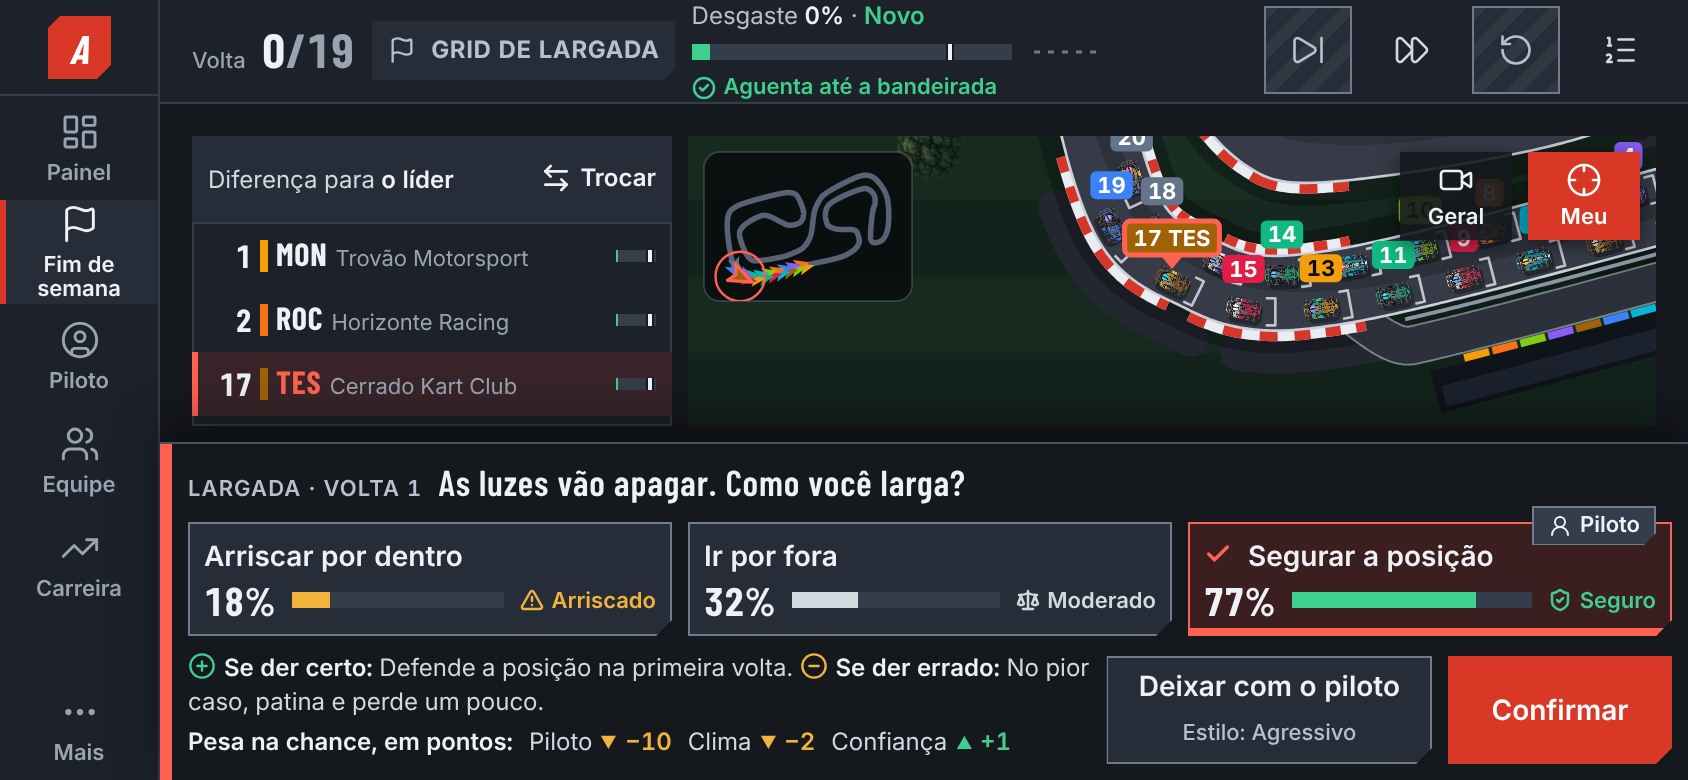 A
Painel
Fim de
semana
Piloto
Equipe
Carreira
Mais
Volta 0/19
GRID DE LARGADA
Desgaste 0% · Novo
Aguenta até a bandeirada
Diferença para o líder
Trocar
1 MON Trovão Motorsport
2 ROC Horizonte Racing
17 TES Cerrado Kart Club
20
19
18
17 TES
15
14
13
11
10
9
8
4
Geral
Meu
LARGADA · VOLTA 1 As luzes vão apagar. Como você larga?
Arriscar por dentro
18% Arriscado
Ir por fora
32% Moderado
Piloto
Segurar a posição
77% Seguro
Se der certo: Defende a posição na primeira volta. Se der errado: No pior
caso, patina e perde um pouco.
Pesa na chance, em pontos: Piloto ▼ −10 Clima ▼ −2 Confiança ▲ +1
Deixar com o piloto
Estilo: Agressivo
Confirmar